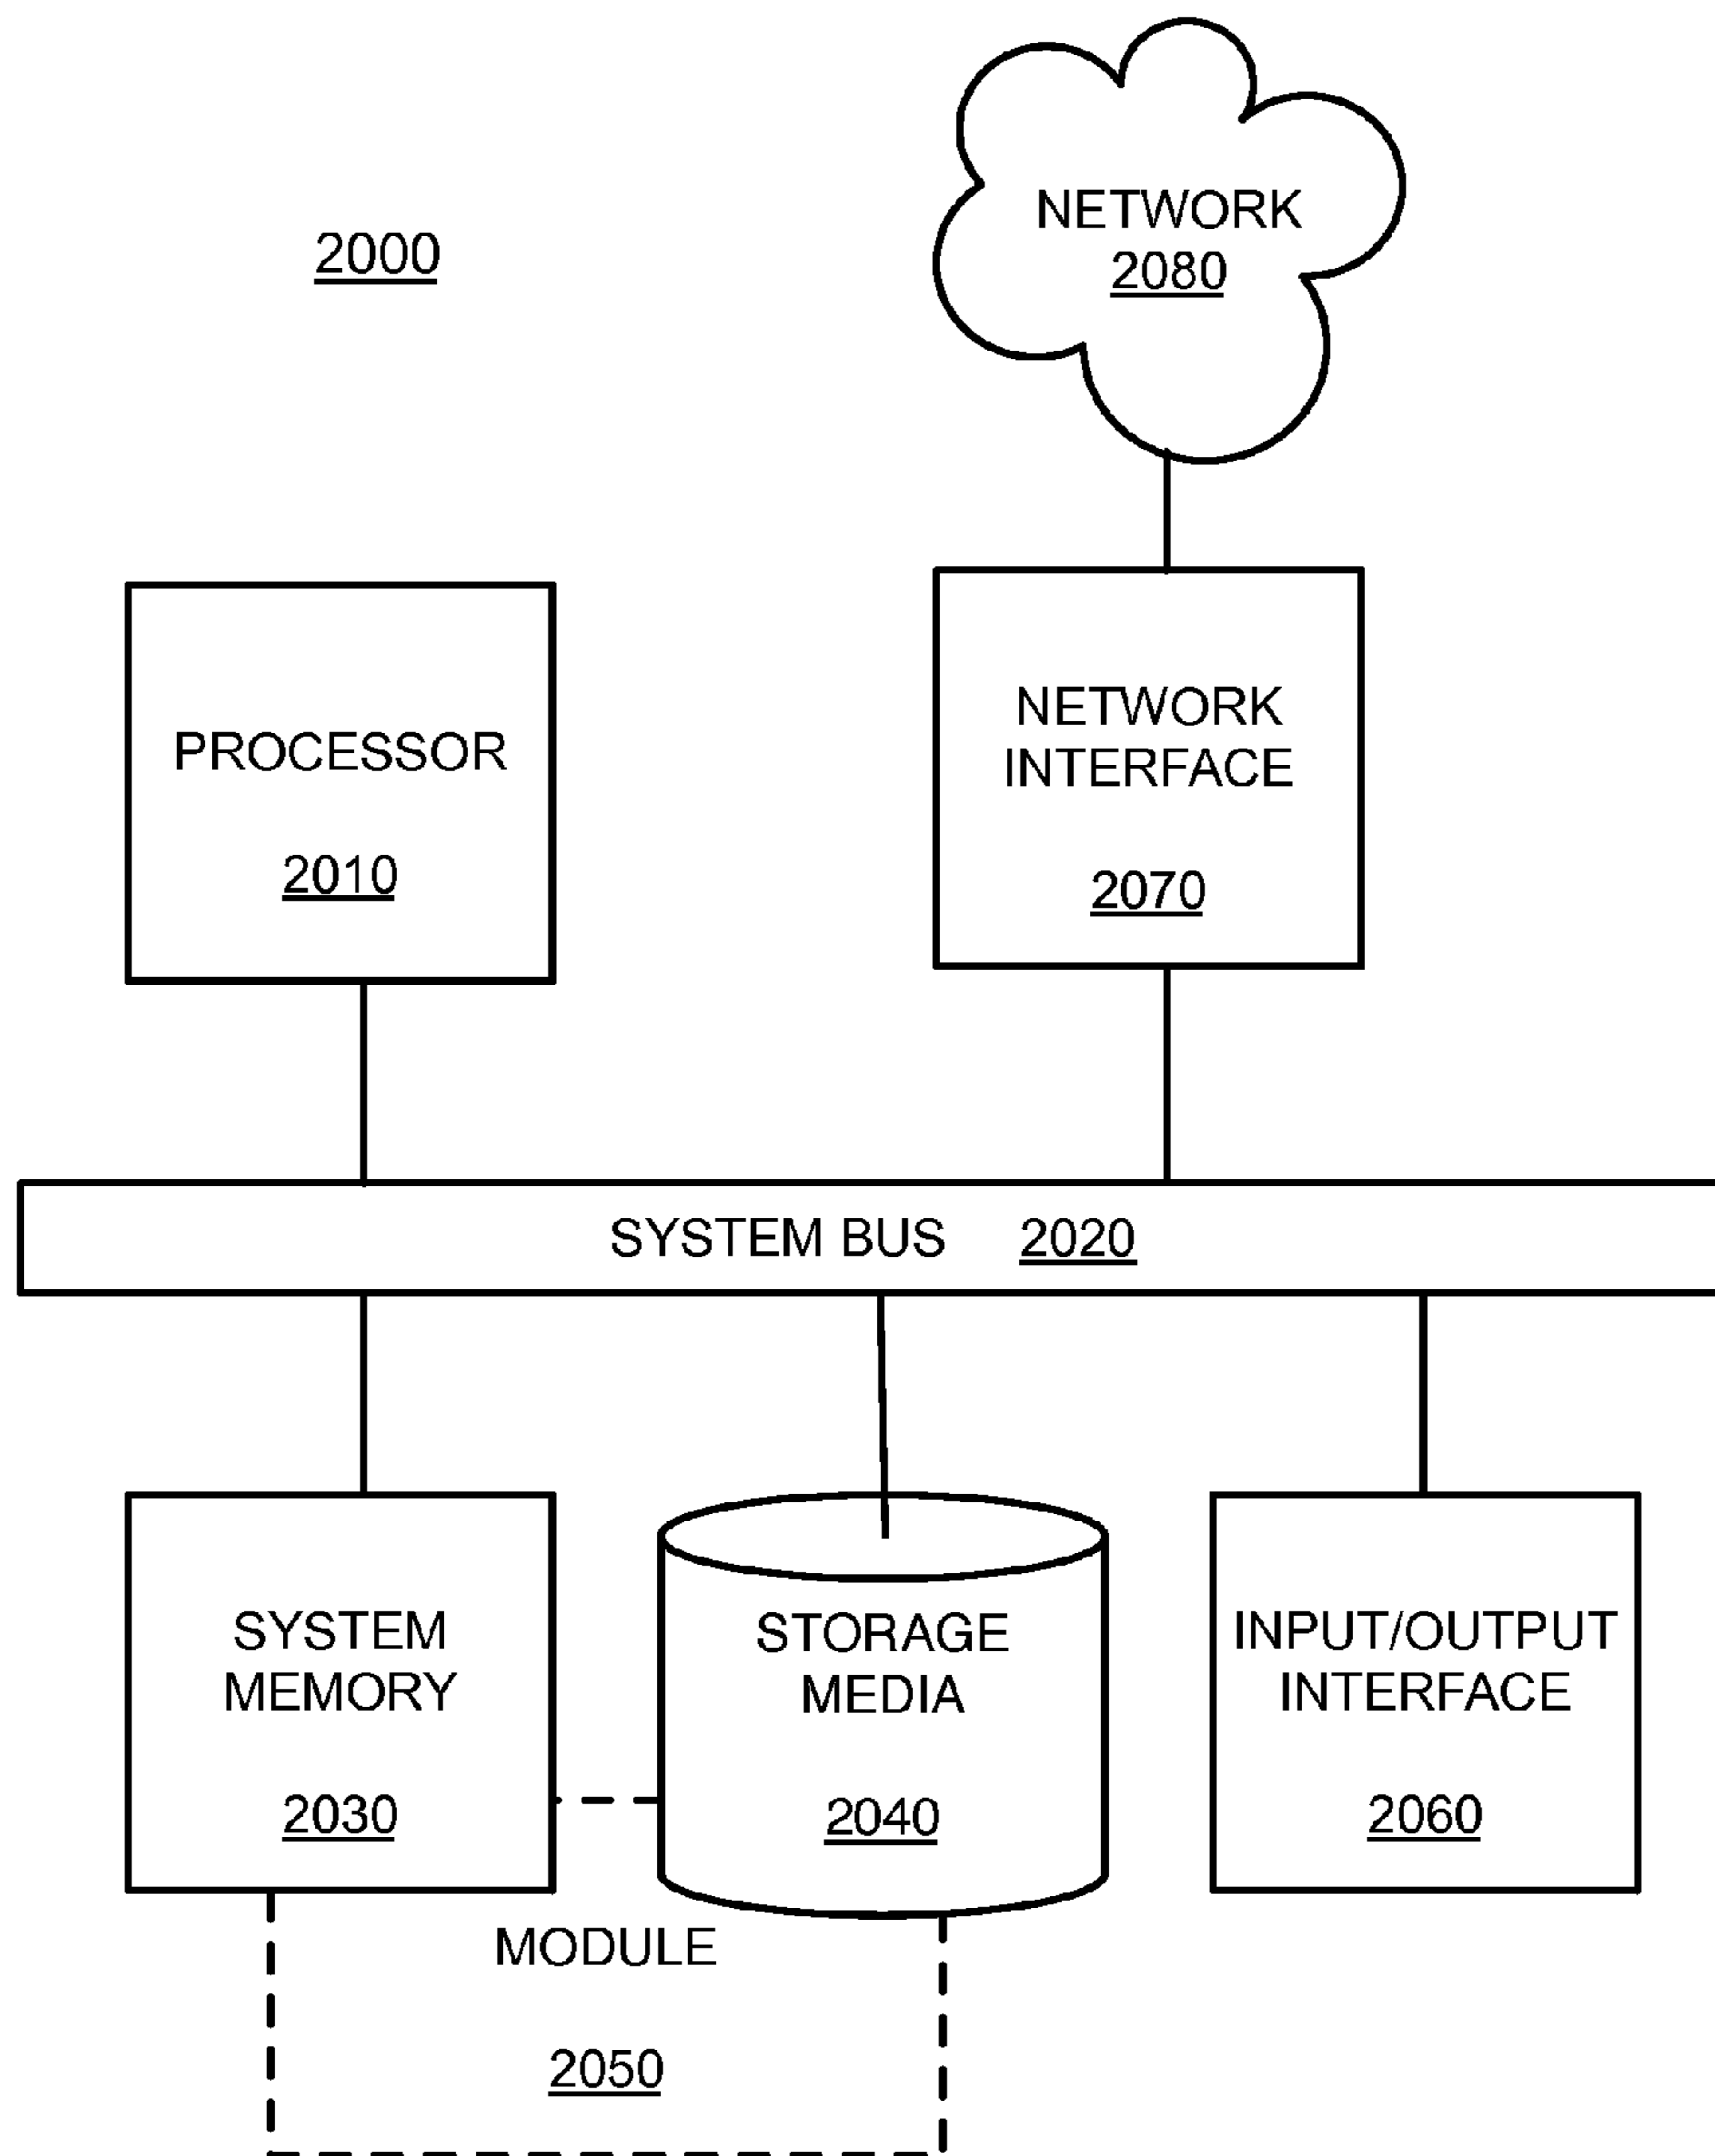 2000
NETWORK
2080
PROCESSOR
2010
NETWORK
INTERFACE
2070
SYSTEM BUS 2020
SYSTEM
MEMORY
2030
STORAGE
MEDIA
2040
INPUT/OUTPUT
INTERFACE
2060
MODULE
2050